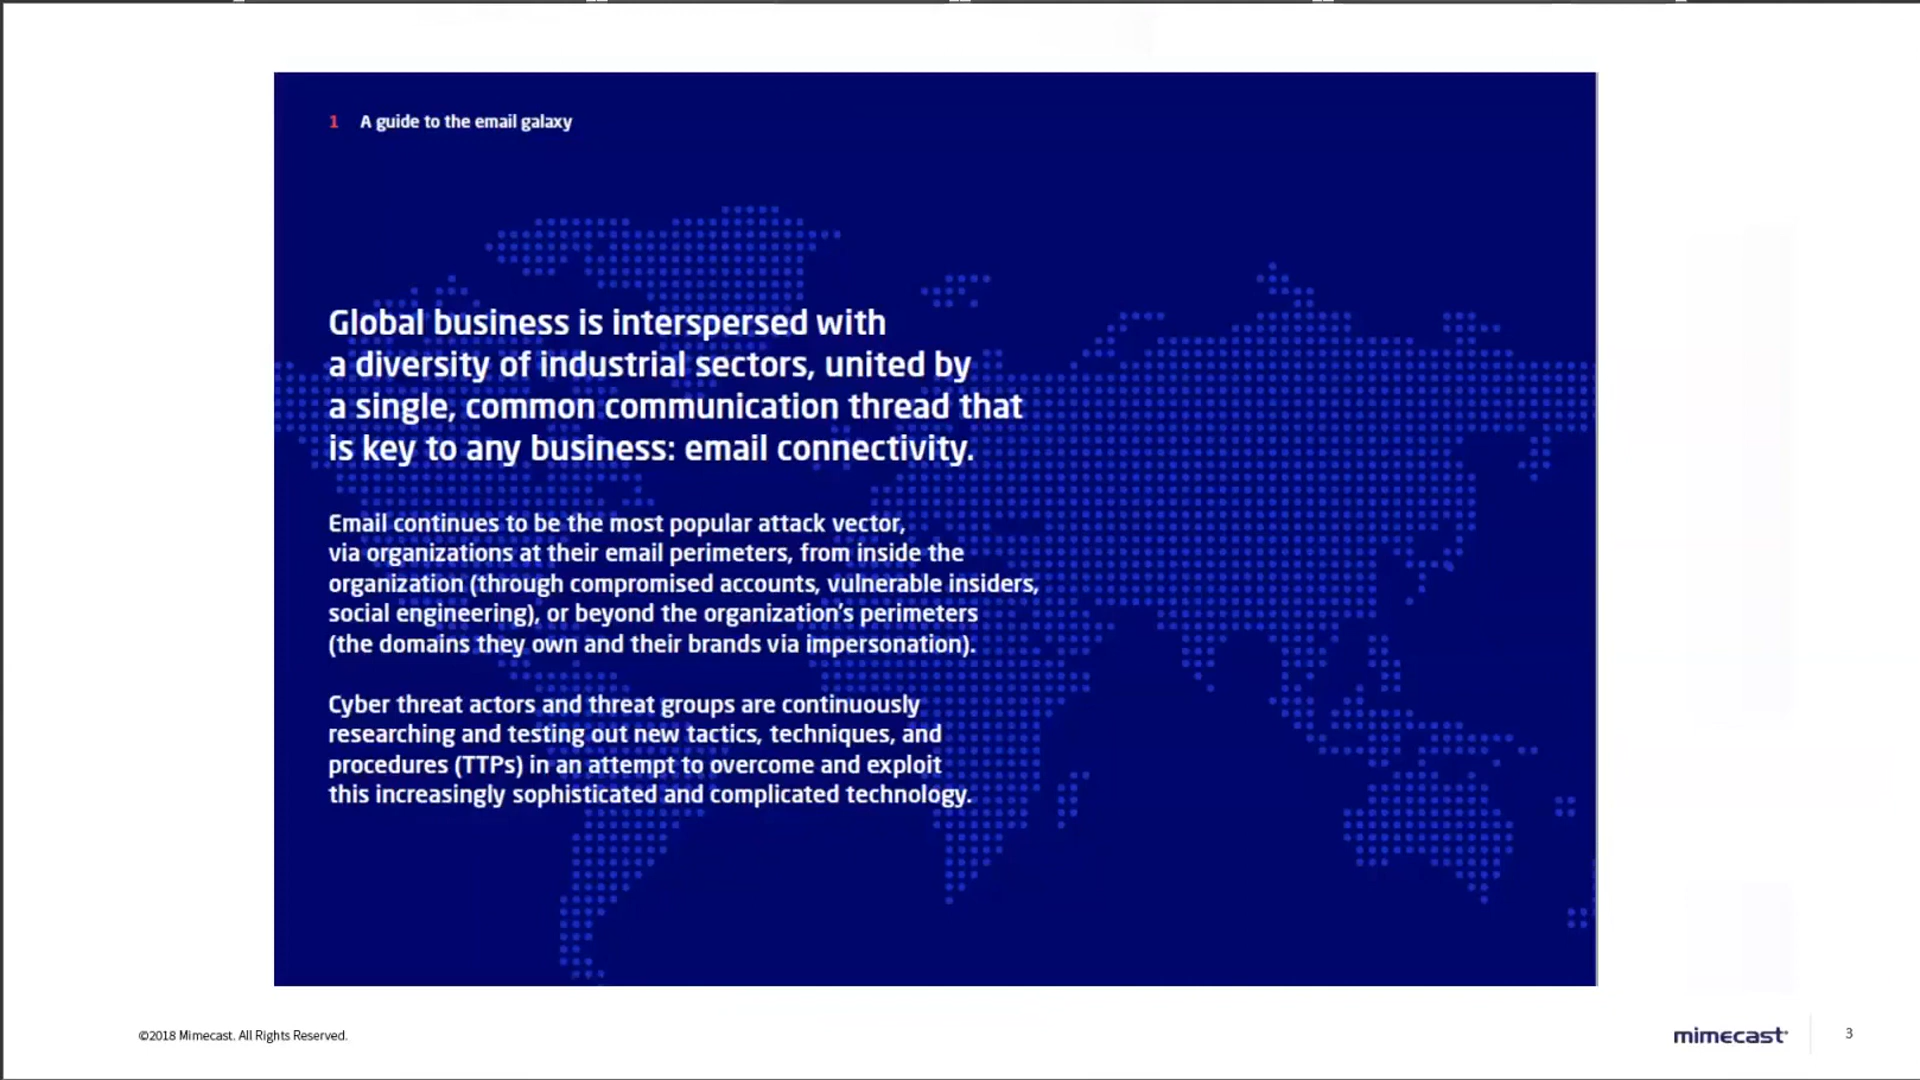 1 A guide to the email galaxy
Global business is interspersed with
a diversity of industrial sectors, united by
a single, common communication thread that
is key to any business: email connectivity.
Email continues to be the most popular attack vector,
via organizations at their email perimeters, from inside the
organization (through compromised accounts, vulnerable insiders,
social engineering), or beyond the organization's perimeters
(the domains they own and their brands via impersonation).
Cyber threat actors and threat groups are continuously
researching and testing out new tactics, techniques, and
procedures (TTPs) in an attempt to overcome and exploit
this increasingly sophisticated and complicated technology.
©2018 Mimecast. All Rights Reserved.
mimecast
3